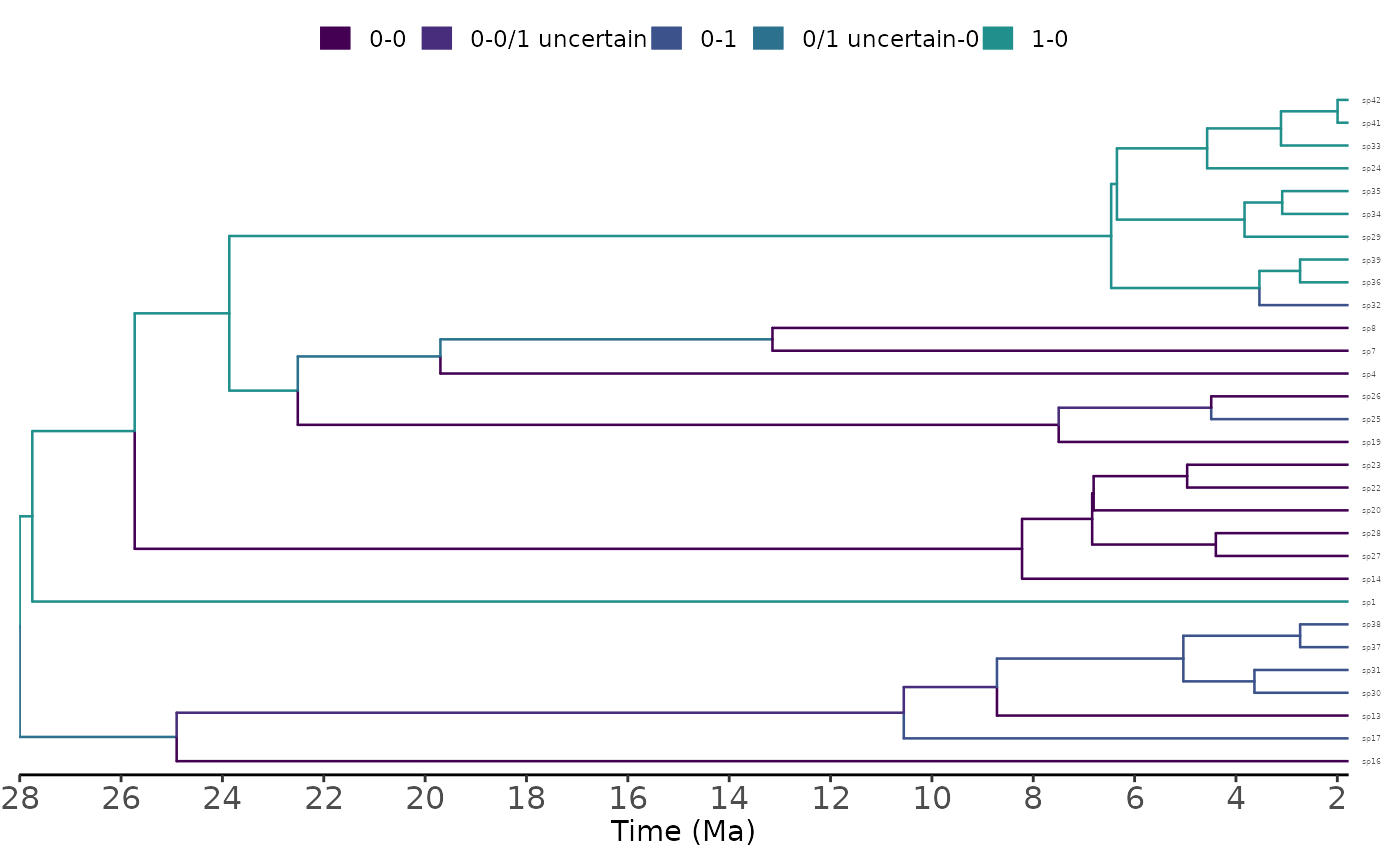 0-0 0-0/1 uncertain 0-1 0/1 uncertain-0 1-0
sp42
sp41
sp33
sp24
sp35
sp34
sp29
sp39
sp36
sp32
sp8
sp7
sp4
sp26
sp25
sp19
sp23
sp22
sp20
sp28
sp27
sp14
sp1
sp38
sp37
sp31
sp30
sp13
sp17
sp16
28 26 24 22 20 18 16 14 12 10 8 6 4 2
Time (Ma)